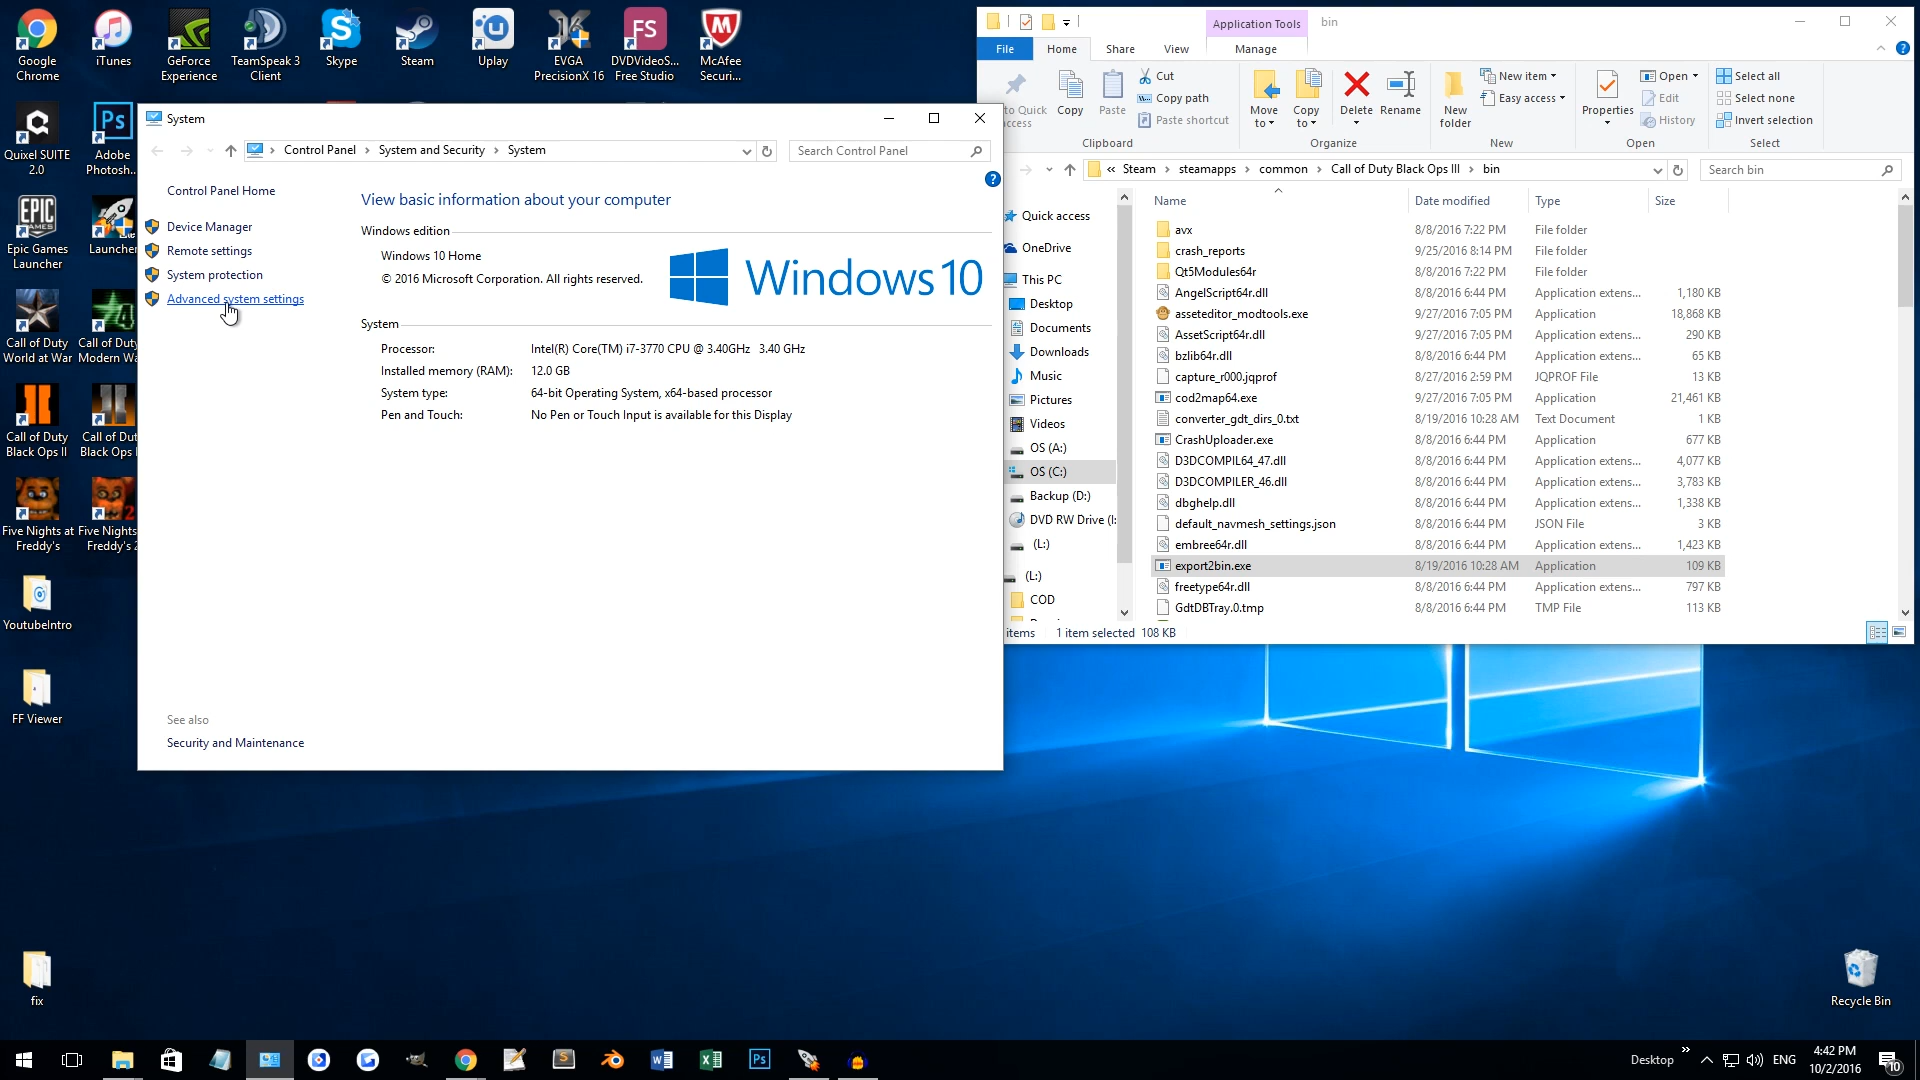 Google Chrome
iTunes
GeForce Experience
TeamSpeak 3 Client
Skype
Steam
Uplay
EVGA PrecisionX 16
DVDVideoS... Free Studio
McAfee Securi...
Quixel SUITE 2.0
Adobe Photosh...
Epic Games Launcher
Launcher
Call of Duty World at War
Call of Duty Black Ops II
Five Nights at Freddy's
YoutubeIntro
FF Viewer
fix
Recycle Bin
System
Control Panel > System and Security > System
Search Control Panel
Control Panel Home
Device Manager
Remote settings
System protection
Advanced system settings
See also
Security and Maintenance
View basic information about your computer
Windows edition
Windows 10 Home
© 2016 Microsoft Corporation. All rights reserved.
Windows 10
System
Processor: Intel(R) Core(TM) i7-3770 CPU @ 3.40GHz 3.40 GHz
Installed memory (RAM): 12.0 GB
System type: 64-bit Operating System, x64-based processor
Pen and Touch: No Pen or Touch Input is available for this Display
Application Tools
bin
File Home Share View Manage
to Quick access
Copy
Paste
Cut
Copy path
Paste shortcut
Clipboard
Move to
Copy to
Delete
Rename
Organize
New folder
New item
Easy access
New
Properties
Open
Edit
History
Open
Select all
Select none
Invert selection
Select
« Steam > steamapps > common > Call of Duty Black Ops III > bin
Search bin
Quick access
OneDrive
This PC
Desktop
Documents
Downloads
Music
Pictures
Videos
OS (A:)
OS (C:)
Backup (D:)
DVD RW Drive (I:
(L:)
(L:)
COD
Name Date modified Type Size
avx 8/8/2016 7:22 PM File folder
crash_reports 9/25/2016 8:14 PM File folder
Qt5Modules64r 8/8/2016 7:22 PM File folder
AngelScript64r.dll 8/8/2016 6:44 PM Application extens... 1,180 KB
asseteditor_modtools.exe 9/27/2016 7:05 PM Application 18,868 KB
AssetScript64r.dll 9/27/2016 7:05 PM Application extens... 290 KB
bzlib64r.dll 8/8/2016 6:44 PM Application extens... 65 KB
capture_r000.jqprof 8/27/2016 2:59 PM JQPROF File 13 KB
cod2map64.exe 9/27/2016 7:05 PM Application 21,461 KB
converter_gdt_dirs_0.txt 8/19/2016 10:28 AM Text Document 1 KB
CrashUploader.exe 8/8/2016 6:44 PM Application 677 KB
D3DCOMPIL64_47.dll 8/8/2016 6:44 PM Application extens... 4,077 KB
D3DCOMPILER_46.dll 8/8/2016 6:44 PM Application extens... 3,783 KB
dbghelp.dll 8/8/2016 6:44 PM Application extens... 1,338 KB
default_navmesh_settings.json 8/8/2016 6:44 PM JSON File 3 KB
embree64r.dll 8/8/2016 6:44 PM Application extens... 1,423 KB
export2bin.exe 8/19/2016 10:28 AM Application 109 KB
freetype64r.dll 8/8/2016 6:44 PM Application extens... 797 KB
GdtDBTray.0.tmp 8/8/2016 6:44 PM TMP File 113 KB
items 1 item selected 108 KB
Desktop » ENG
4:42 PM
10/2/2016
10